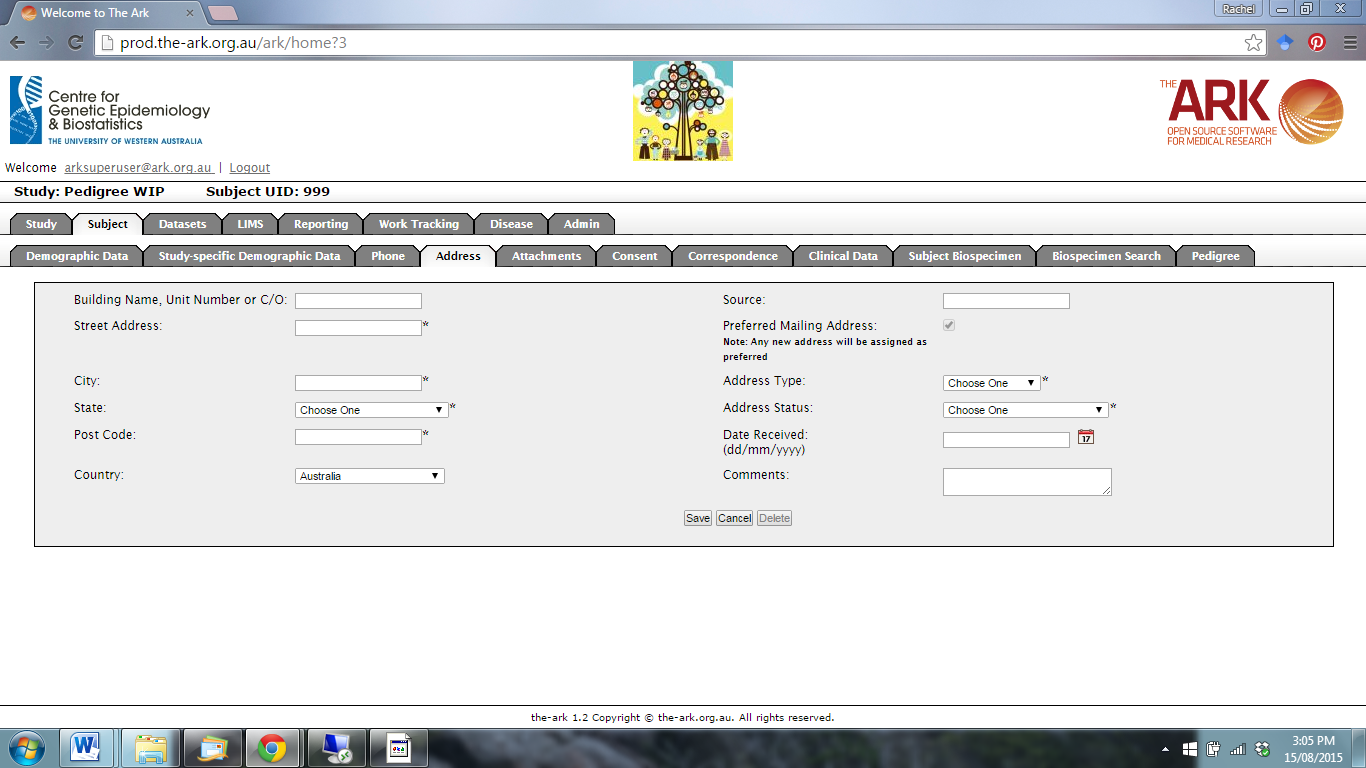 Welcome to The Ark
Rachel
prod.the-ark.org.au/ark/home?3
Centre for
Genetic Epidemiology
& Biostatistics
THE UNIVERSITY OF WESTERN AUSTRALIA
THE ARK
OPEN SOURCE SOFTWARE
FOR MEDICAL RESEARCH
Welcome arksuperuser@ark.org.au | Logout
Study: Pedigree WIP Subject UID: 999
Study Subject Datasets LIMS Reporting Work Tracking Disease Admin
Demographic Data Study-specific Demographic Data Phone Address Attachments Consent Correspondence Clinical Data Subject Biospecimen Biospecimen Search Pedigree
Building Name, Unit Number or C/O: Source:
Street Address: * Preferred Mailing Address:
Note: Any new address will be assigned as
preferred
City: * Address Type: Choose One *
State: Choose One * Address Status: Choose One *
Post Code: * Date Received:
(dd/mm/yyyy) 17
Country: Australia Comments:
Save Cancel Delete
the-ark 1.2 Copyright © the-ark.org.au. All rights reserved.
3:05 PM
15/08/2015